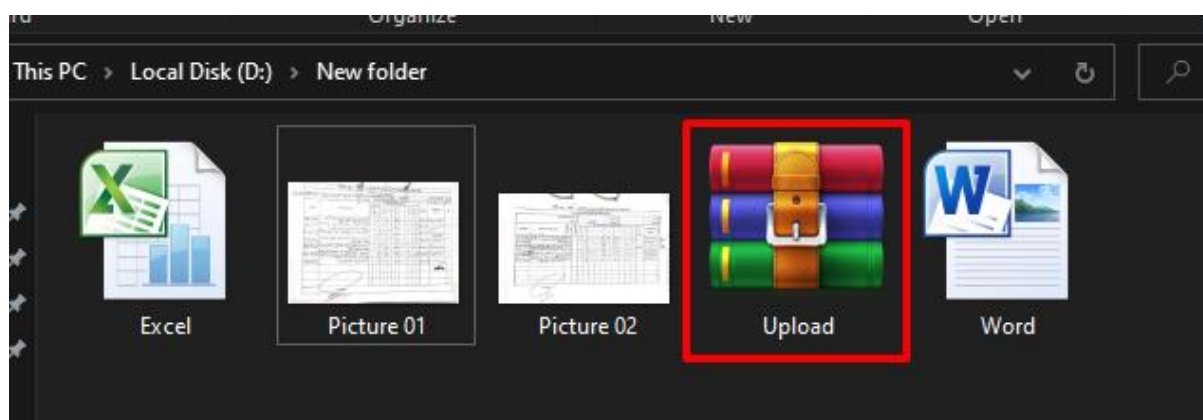 Organize New Open
This PC > Local Disk (D:) > New folder
Excel Picture 01 Picture 02 Upload Word